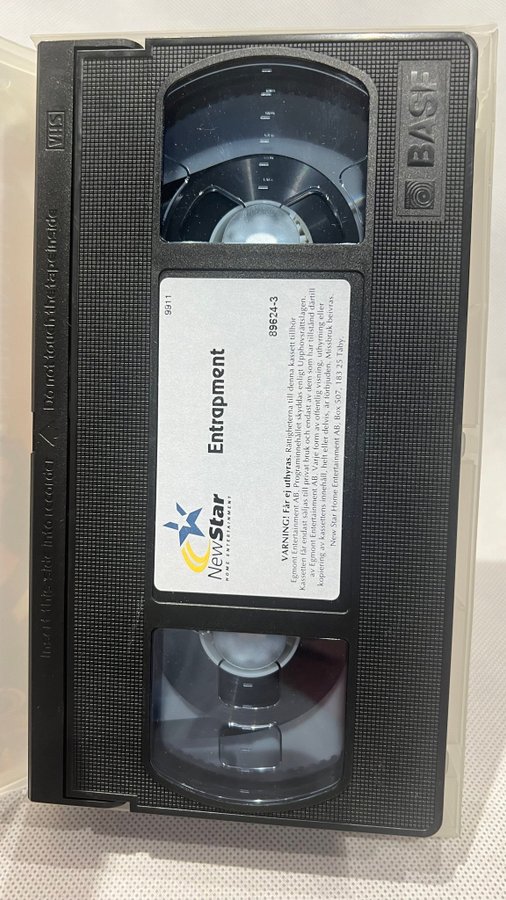 VHS
Insert this side into recorder
Do not touch the tape inside
BASF
9911
89624-3
NewStar
HOME ENTERTAINMENT
Entrapment
VARNING! Får ej uthyras. Rättigheterna till denna kassett tillhör
Egmont Entertainment AB. Programinnehållet skyddas enligt Upphovsrättslagen.
Kassetten får endast säljas till privat bruk och endast av dem som har tillstånd därtill
av Egmont Entertainment AB. Varje form av offentlig visning, uthyrning eller
kopiering av kassettens innehåll, helt eller delvis, är förbjuden. Missbruk beivras.
New Star Home Entertainment AB, Box 507, 183 25 Täby.